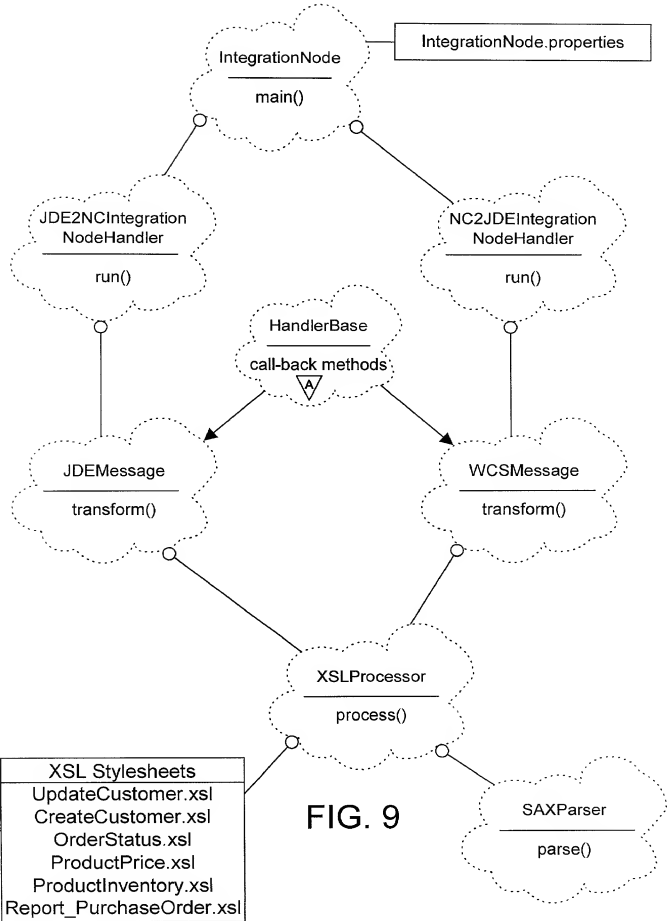 IntegrationNode
main()
IntegrationNode.properties
JDE2NCIntegration
NodeHandler
run()
NC2JDEIntegration
NodeHandler
run()
HandlerBase
call-back methods
A
JDEMessage
transform()
WCSMessage
transform()
XSLProcessor
process()
XSL Stylesheets
UpdateCustomer.xsl
CreateCustomer.xsl
OrderStatus.xsl
ProductPrice.xsl
ProductInventory.xsl
Report_PurchaseOrder.xsl
FIG. 9
SAXParser
parse()